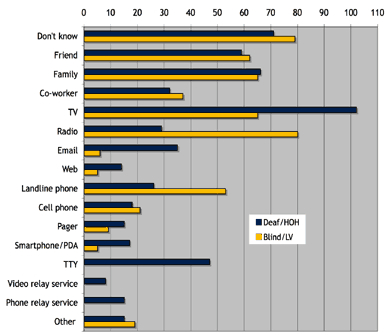 0 10 20 30 40 50 60 70 80 90 100 110
Don't know
Friend
Family
Co-worker
TV
Radio
Email
Web
Landline phone
Cell phone
Pager
Smartphone/PDA
TTY
Video relay service
Phone relay service
Other
Deaf/HOH
Blind/LV